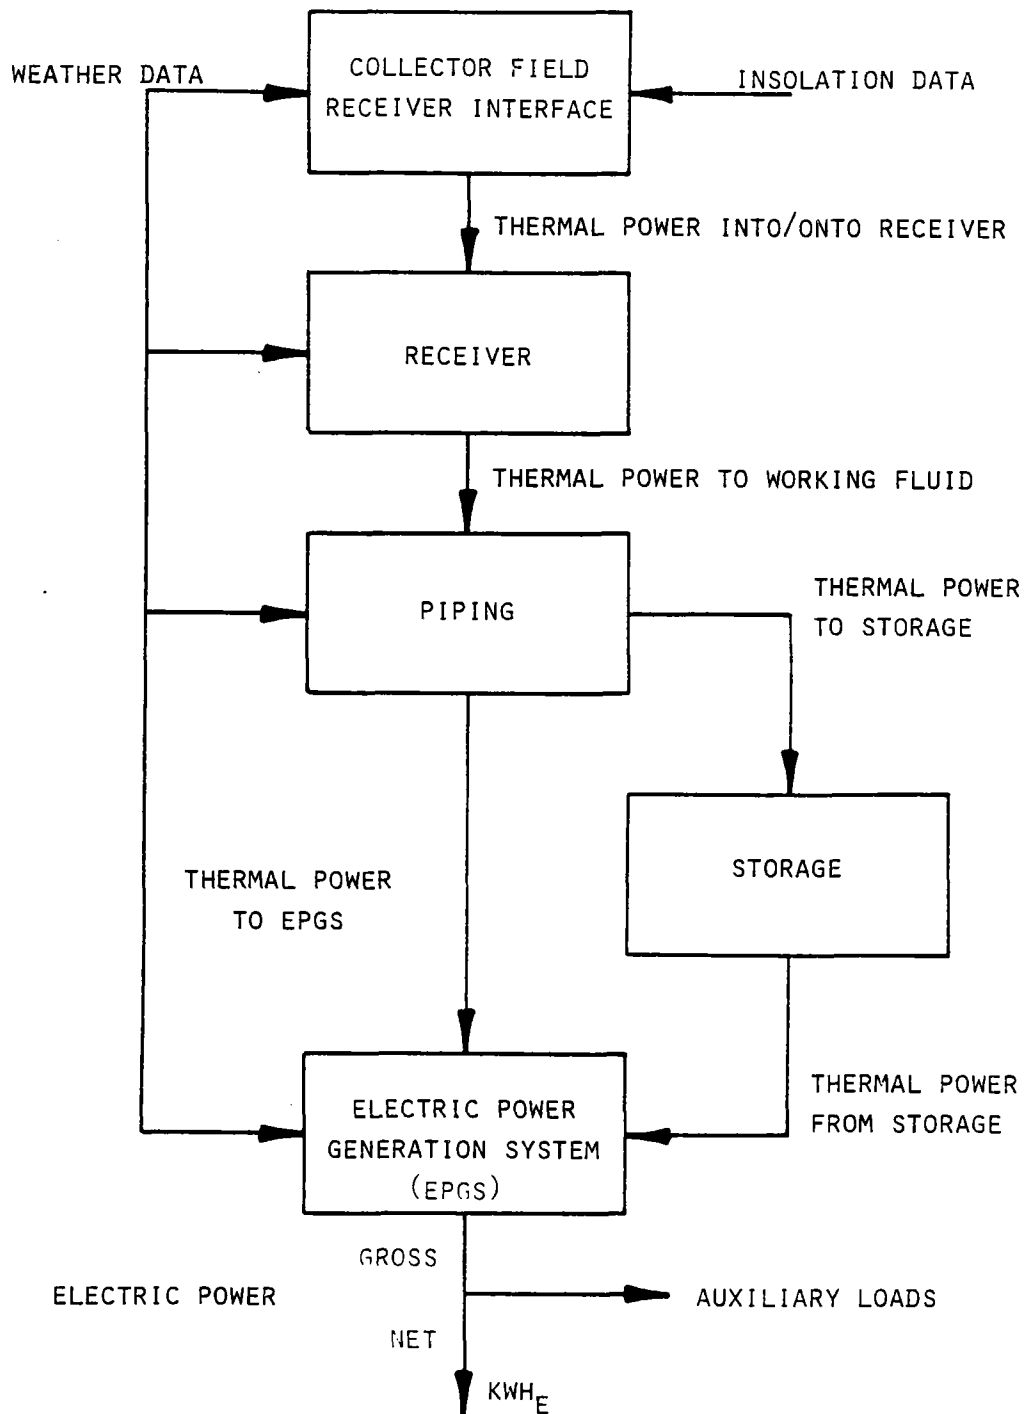 WEATHER DATA
COLLECTOR FIELD
RECEIVER INTERFACE
INSOLATION DATA
THERMAL POWER INTO/ONTO RECEIVER
RECEIVER
THERMAL POWER TO WORKING FLUID
PIPING
THERMAL POWER
TO STORAGE
STORAGE
THERMAL POWER
TO EPGS
THERMAL POWER
FROM STORAGE
ELECTRIC POWER
GENERATION SYSTEM
(EPGS)
GROSS
ELECTRIC POWER
AUXILIARY LOADS
NET
KWH_E